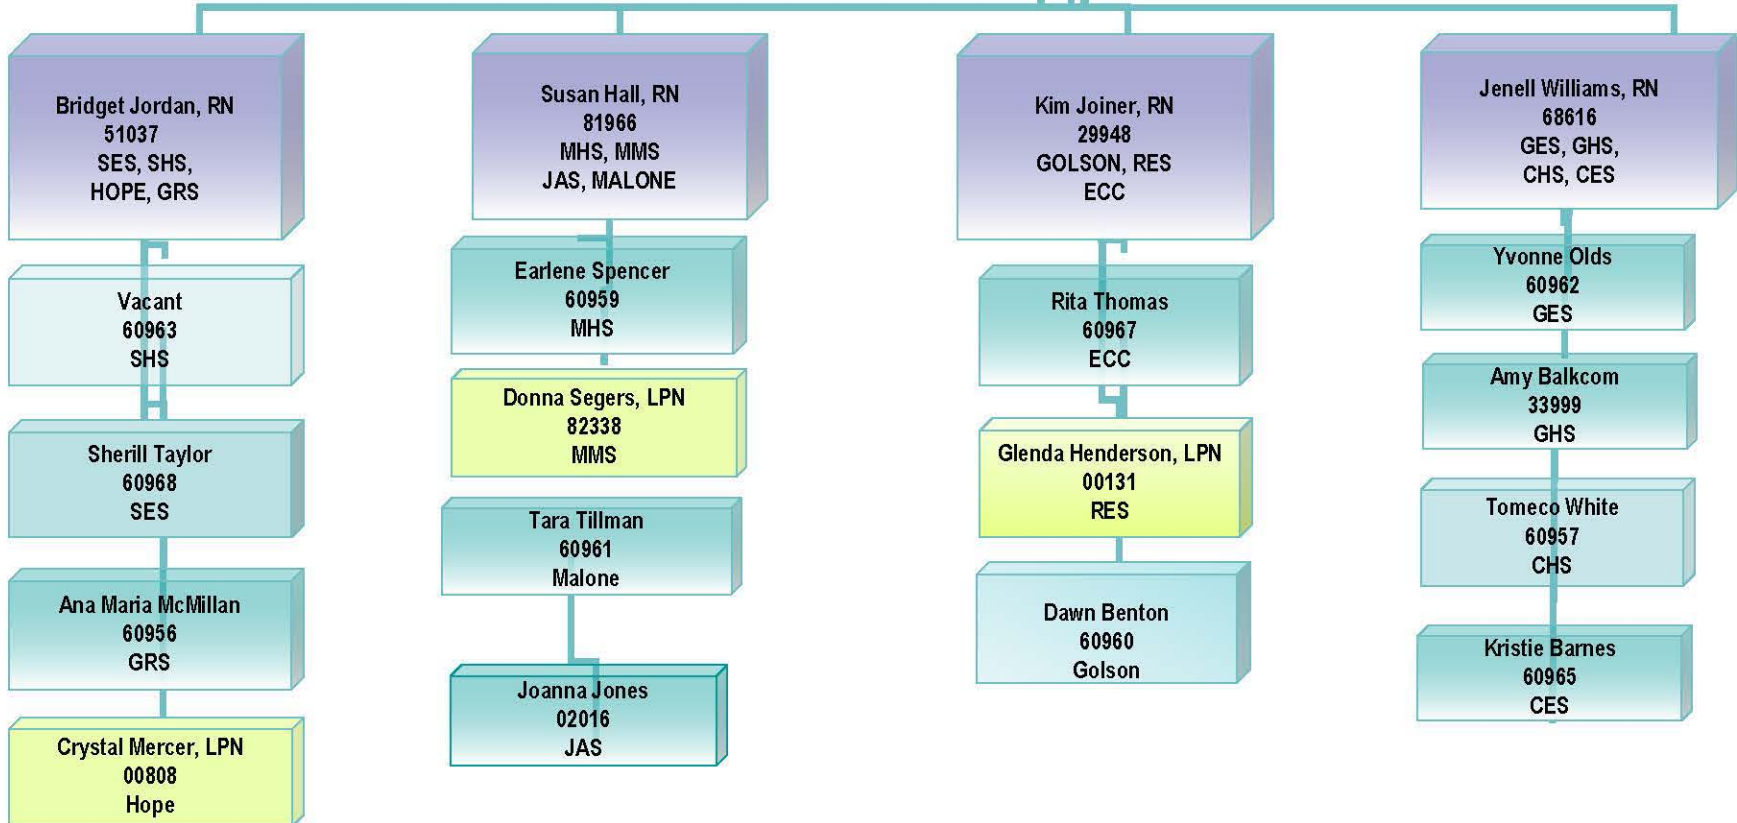 Bridget Jordan, RN
51037
SES, SHS,
HOPE, GRS
Vacant
60963
SHS
Sherill Taylor
60968
SES
Ana Maria McMillan
60956
GRS
Crystal Mercer, LPN
00808
Hope
Susan Hall, RN
81966
MHS, MMS
JAS, MALONE
Earlene Spencer
60959
MHS
Donna Segers, LPN
82338
MMS
Tara Tillman
60961
Malone
Joanna Jones
02016
JAS
Kim Joiner, RN
29948
GOLSON, RES
ECC
Rita Thomas
60967
ECC
Glenda Henderson, LPN
00131
RES
Dawn Benton
60960
Golson
Jenell Williams, RN
68616
GES, GHS,
CHS, CES
Yvonne Olds
60962
GES
Amy Balkcom
33999
GHS
Tomeco White
60957
CHS
Kristie Barnes
60965
CES